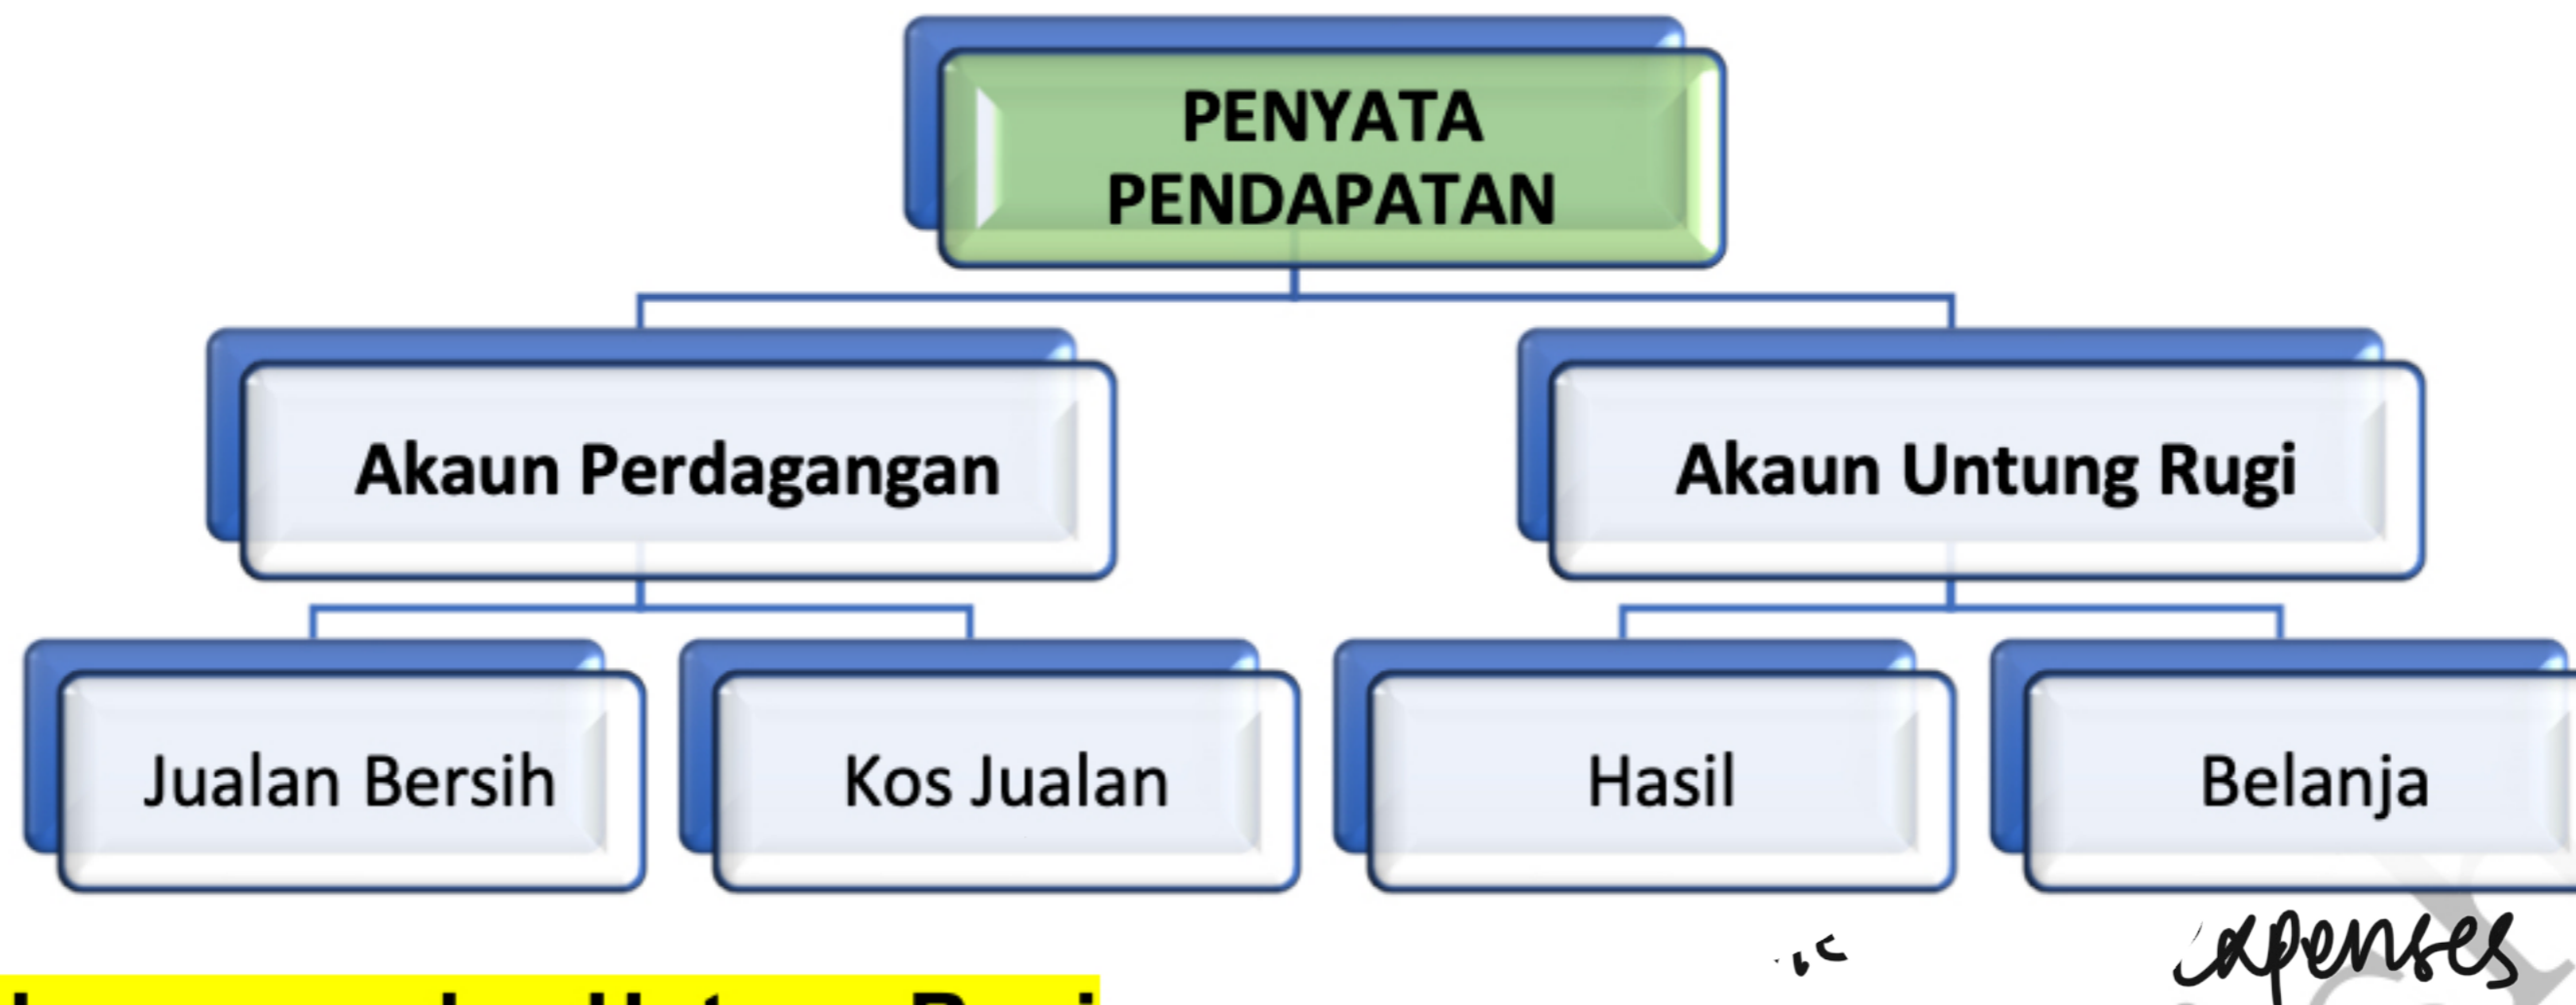 PENYATA
PENDAPATAN
Akaun Perdagangan
Akaun Untung Rugi
Jualan Bersih
Kos Jualan
Hasil
Belanja
expenses